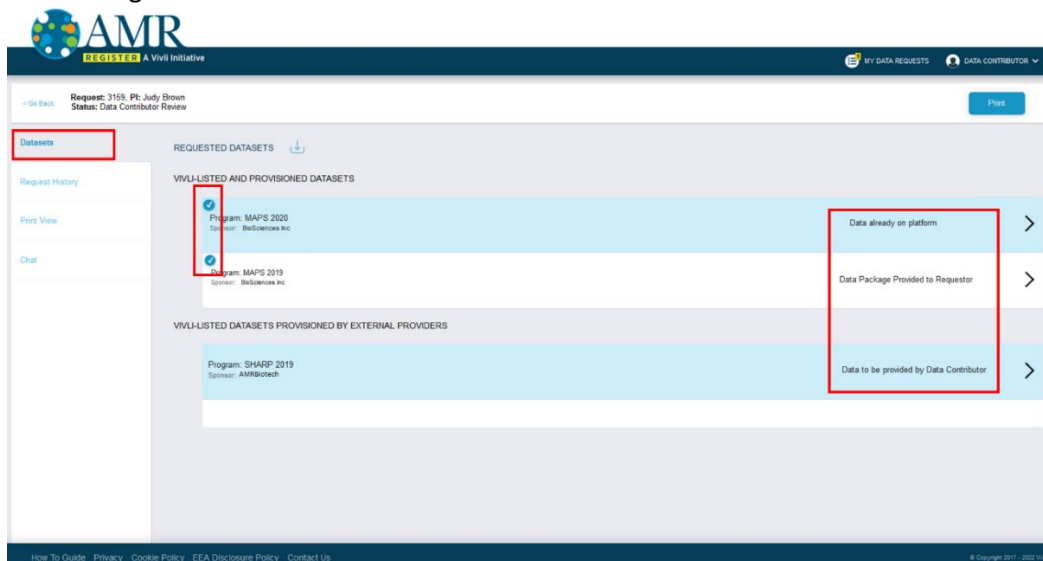 AMR
REGISTER A Vivli Initiative
MY DATA REQUESTS
DATA CONTRIBUTOR
< Go Back
Request: 3159, PI: Judy Brown
Status: Data Contributor Review
Print
Datasets
Request History
Print View
Chat
REQUESTED DATASETS
VIVLI-LISTED AND PROVISIONED DATASETS
Program: MAPS 2020
Sponsor: BioSciences Inc
Data already on platform
Program: MAPS 2019
Sponsor: BioSciences Inc
Data Package Provided to Requestor
VIVLI-LISTED DATASETS PROVISIONED BY EXTERNAL PROVIDERS
Program: SHARP 2019
Sponsor: AMRBiotech
Data to be provided by Data Contributor
How To Guide Privacy Cookie Policy EEA Disclosure Policy Contact Us
© Copyright 2017 - 2022